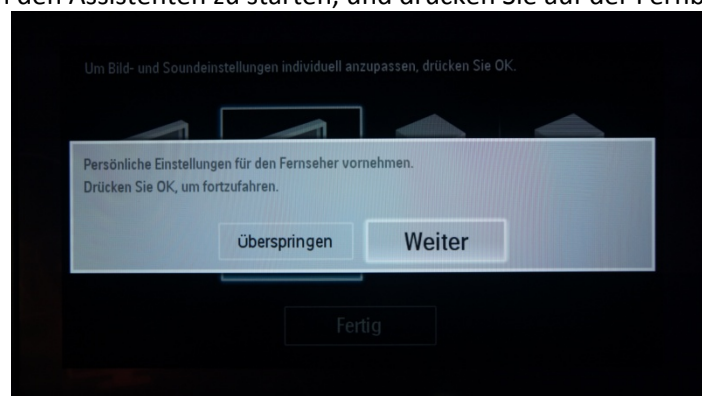 den Assistenten zu starten, und drücken Sie auf der
Um Bild- und Soundeinstellungen individuell anzupassen, drücken Sie OK.
Persönliche Einstellungen für den Fernseher vornehmen.
Drücken Sie OK, um fortzufahren.
Überspringen
Weiter
Fertig